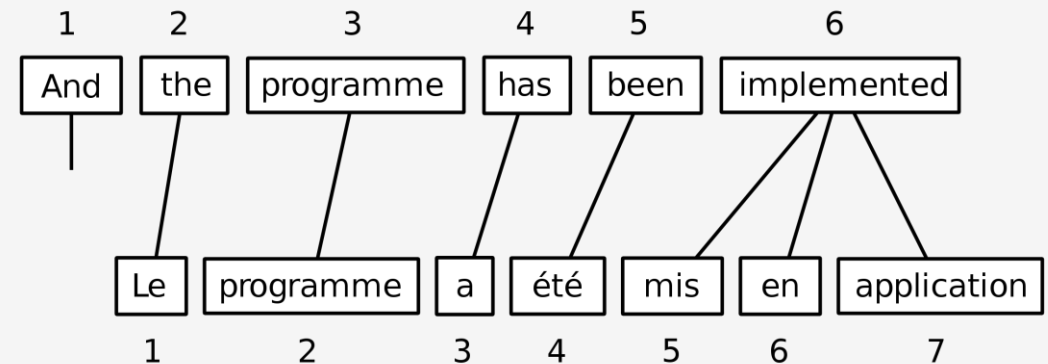 1 2 3 4 5 6
And the programme has been implemented
Le programme a été mis en application
1 2 3 4 5 6 7